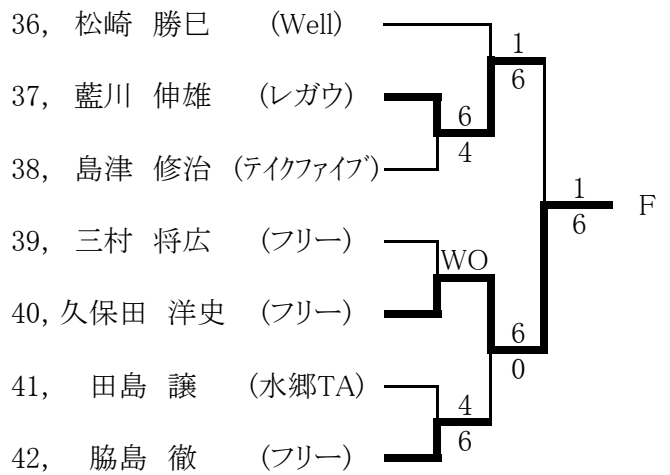 36, 松崎 勝巳 (Well)
1
6
37, 藍川 伸雄 (レガウ)
6
4
38, 島津 修治 (テイクファイブ)
1
6
F
39, 三村 将広 (フリー)
WO
40, 久保田 洋史 (フリー)
6
0
41, 田島 譲 (水郷TA)
4
6
42, 脇島 徹 (フリー)